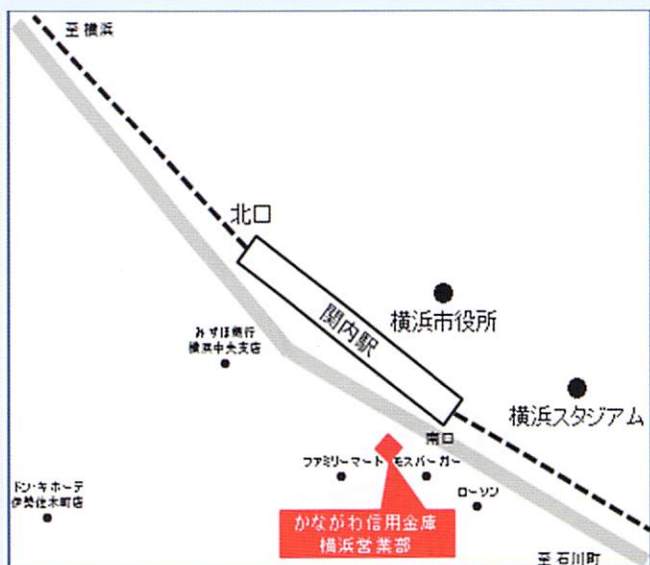 至横浜
北口
関内駅
横浜市役所
みずほ銀行
横浜中央支店
横浜スタジアム
南口
ファミリーマート
モスバーガー
ローソン
ドン・キホーテ
伊勢佐木町店
かながわ信用金庫
横浜営業部
至石川町